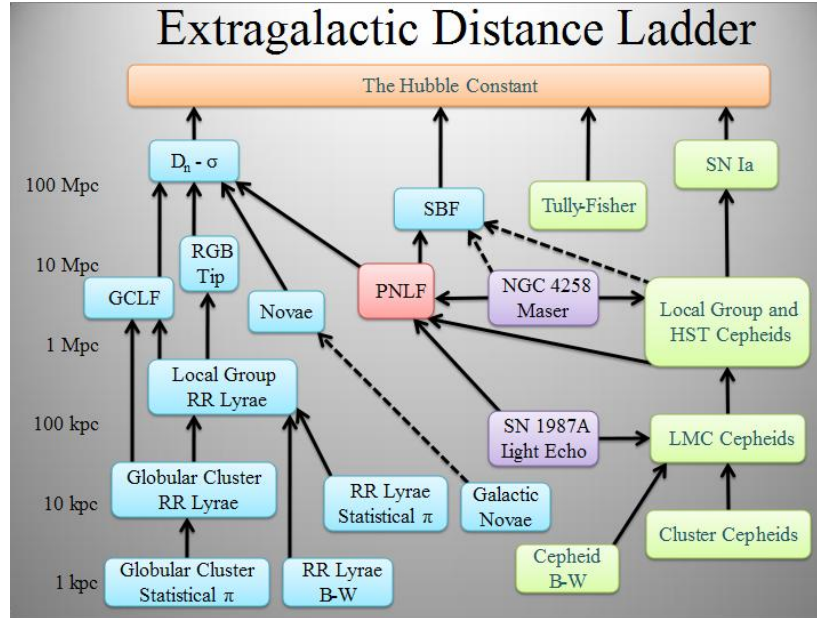 Extragalactic Distance Ladder
The Hubble Constant
Dn - σ
SN Ia
100 Mpc
SBF
Tully-Fisher
RGB
Tip
10 Mpc
GCLF
Novae
PNLF
NGC 4258
Maser
Local Group and
HST Cepheids
1 Mpc
Local Group
RR Lyrae
100 kpc
SN 1987A
Light Echo
LMC Cepheids
Globular Cluster
RR Lyrae
10 kpc
RR Lyrae
Statistical π
Galactic
Novae
Cluster Cepheids
1 kpc
Globular Cluster
Statistical π
RR Lyrae
B-W
Cepheid
B-W